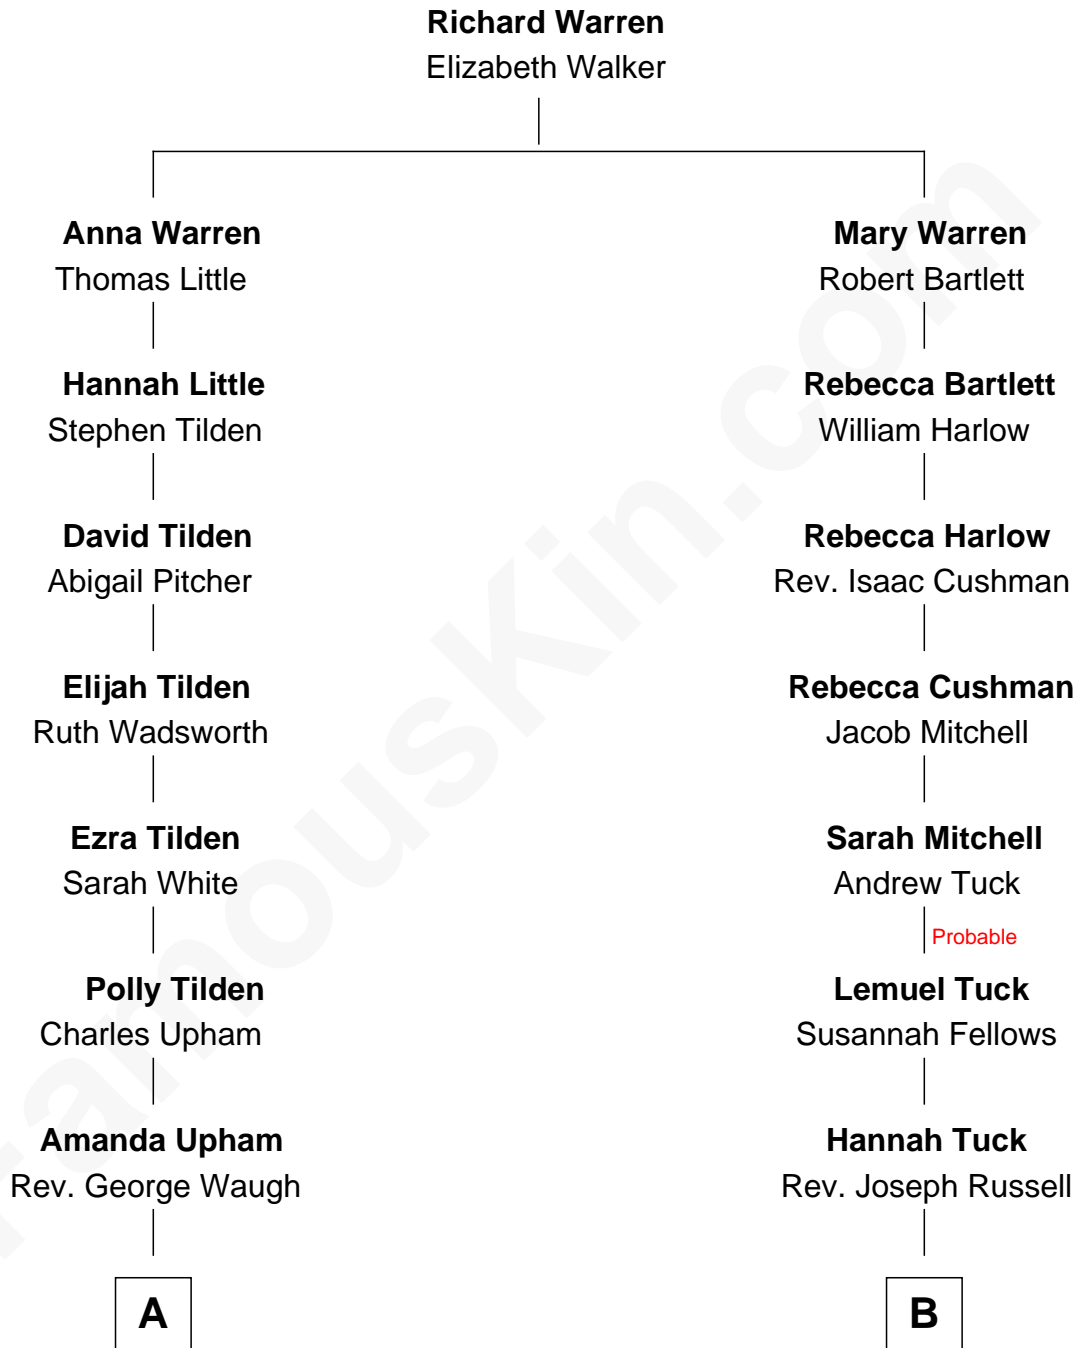 Richard Warren
Elizabeth Walker
Anna Warren
Thomas Little
Mary Warren
Robert Bartlett
Hannah Little
Stephen Tilden
Rebecca Bartlett
William Harlow
David Tilden
Abigail Pitcher
Rebecca Harlow
Rev. Isaac Cushman
Elijah Tilden
Ruth Wadsworth
Rebecca Cushman
Jacob Mitchell
Ezra Tilden
Sarah White
Sarah Mitchell
Andrew Tuck
Probable
Polly Tilden
Charles Upham
Lemuel Tuck
Susannah Fellows
Amanda Upham
Rev. George Waugh
Hannah Tuck
Rev. Joseph Russell
A
B
FamousKin.com